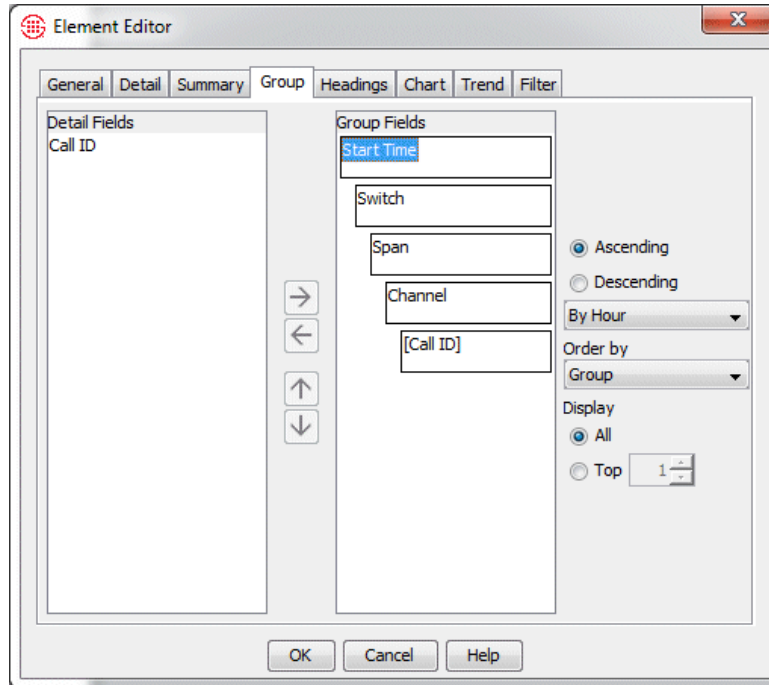 Element Editor
X
General Detail Summary Group Headings Chart Trend Filter
Detail Fields
Call ID
Group Fields
Start Time
Switch
Span
Channel
[Call ID]
Ascending
Descending
By Hour
Order by
Group
Display
All
Top 1
OK Cancel Help